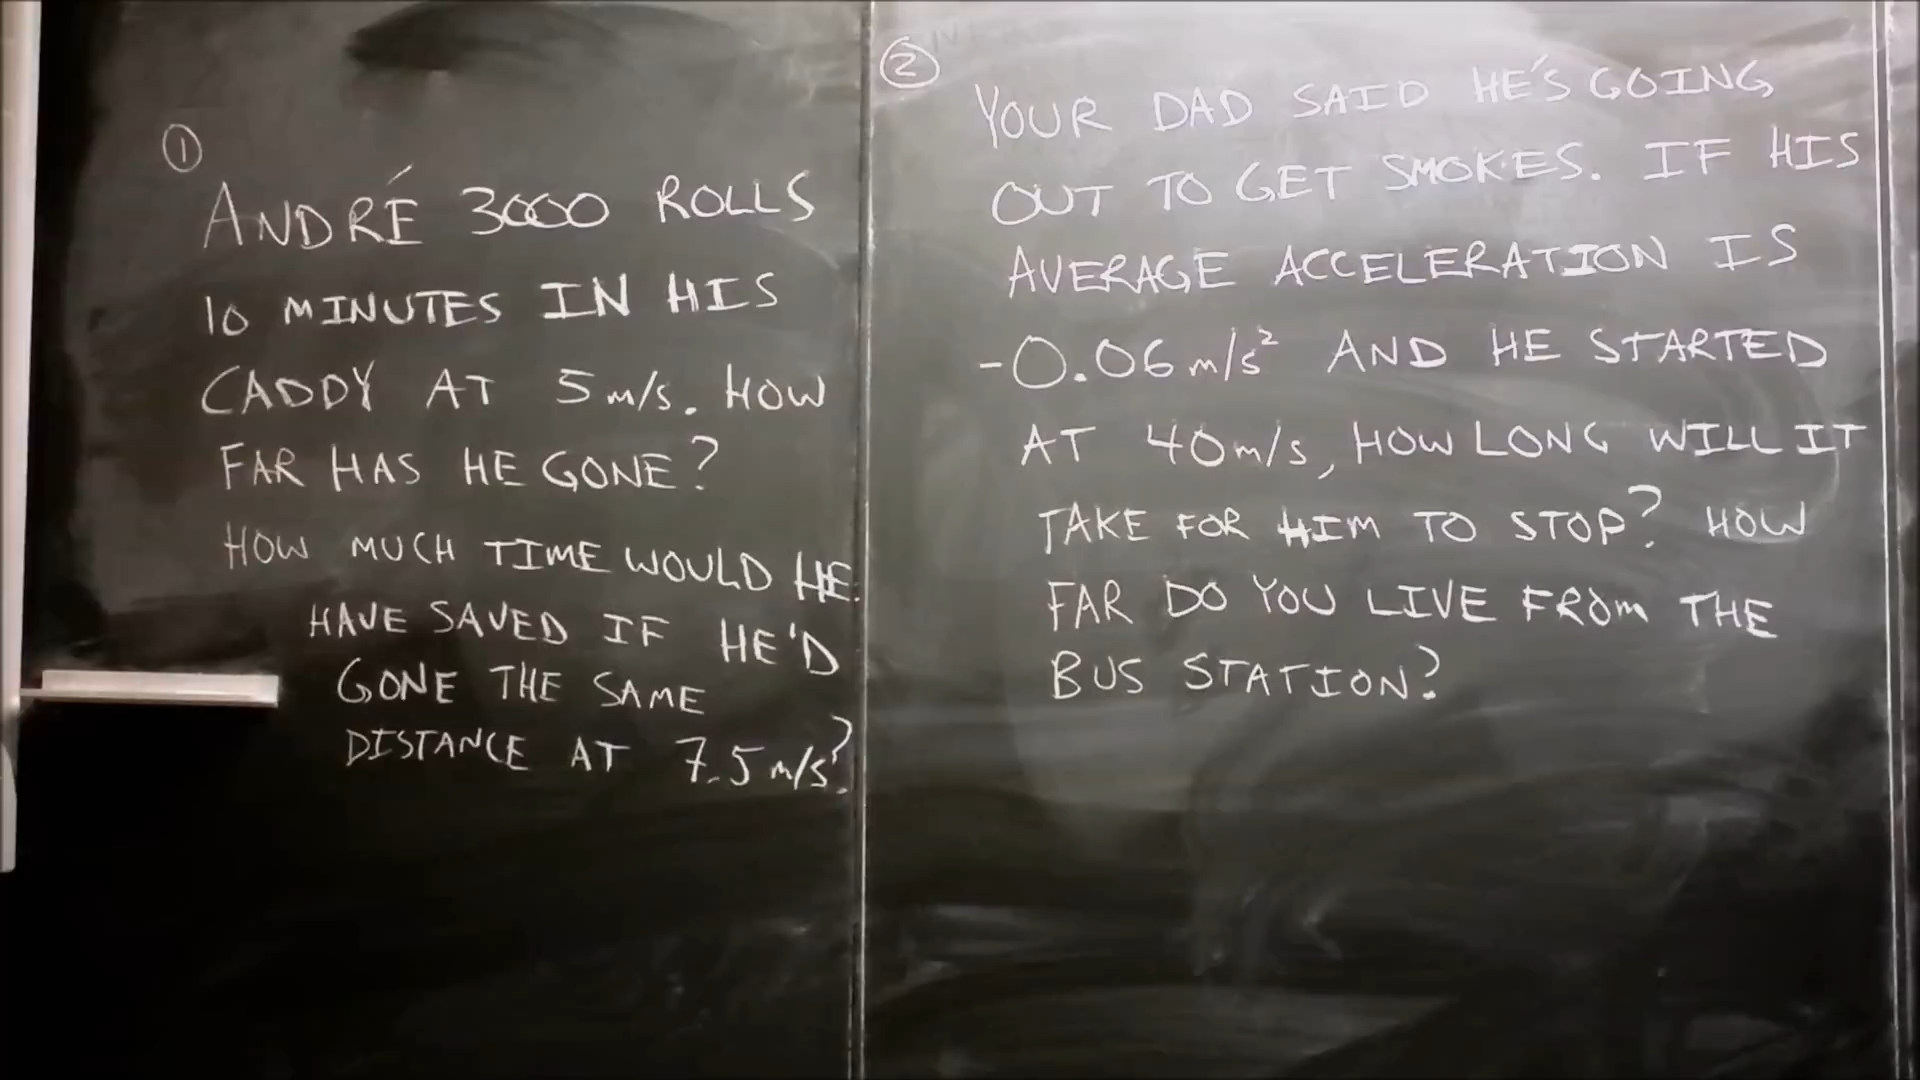 ①
ANDRÉ 3000 ROLLS
10 MINUTES IN HIS
CADDY AT 5 m/s. HOW
FAR HAS HE GONE?
HOW MUCH TIME WOULD HE
HAVE SAVED IF HE'D
GONE THE SAME
DISTANCE AT 7.5 m/s?
②
YOUR DAD SAID HE'S GOING
OUT TO GET SMOKES. IF HIS
AVERAGE ACCELERATION IS
-0.06 m/s² AND HE STARTED
AT 40 m/s, HOW LONG WILL IT
TAKE FOR HIM TO STOP? HOW
FAR DO YOU LIVE FROM THE
BUS STATION?